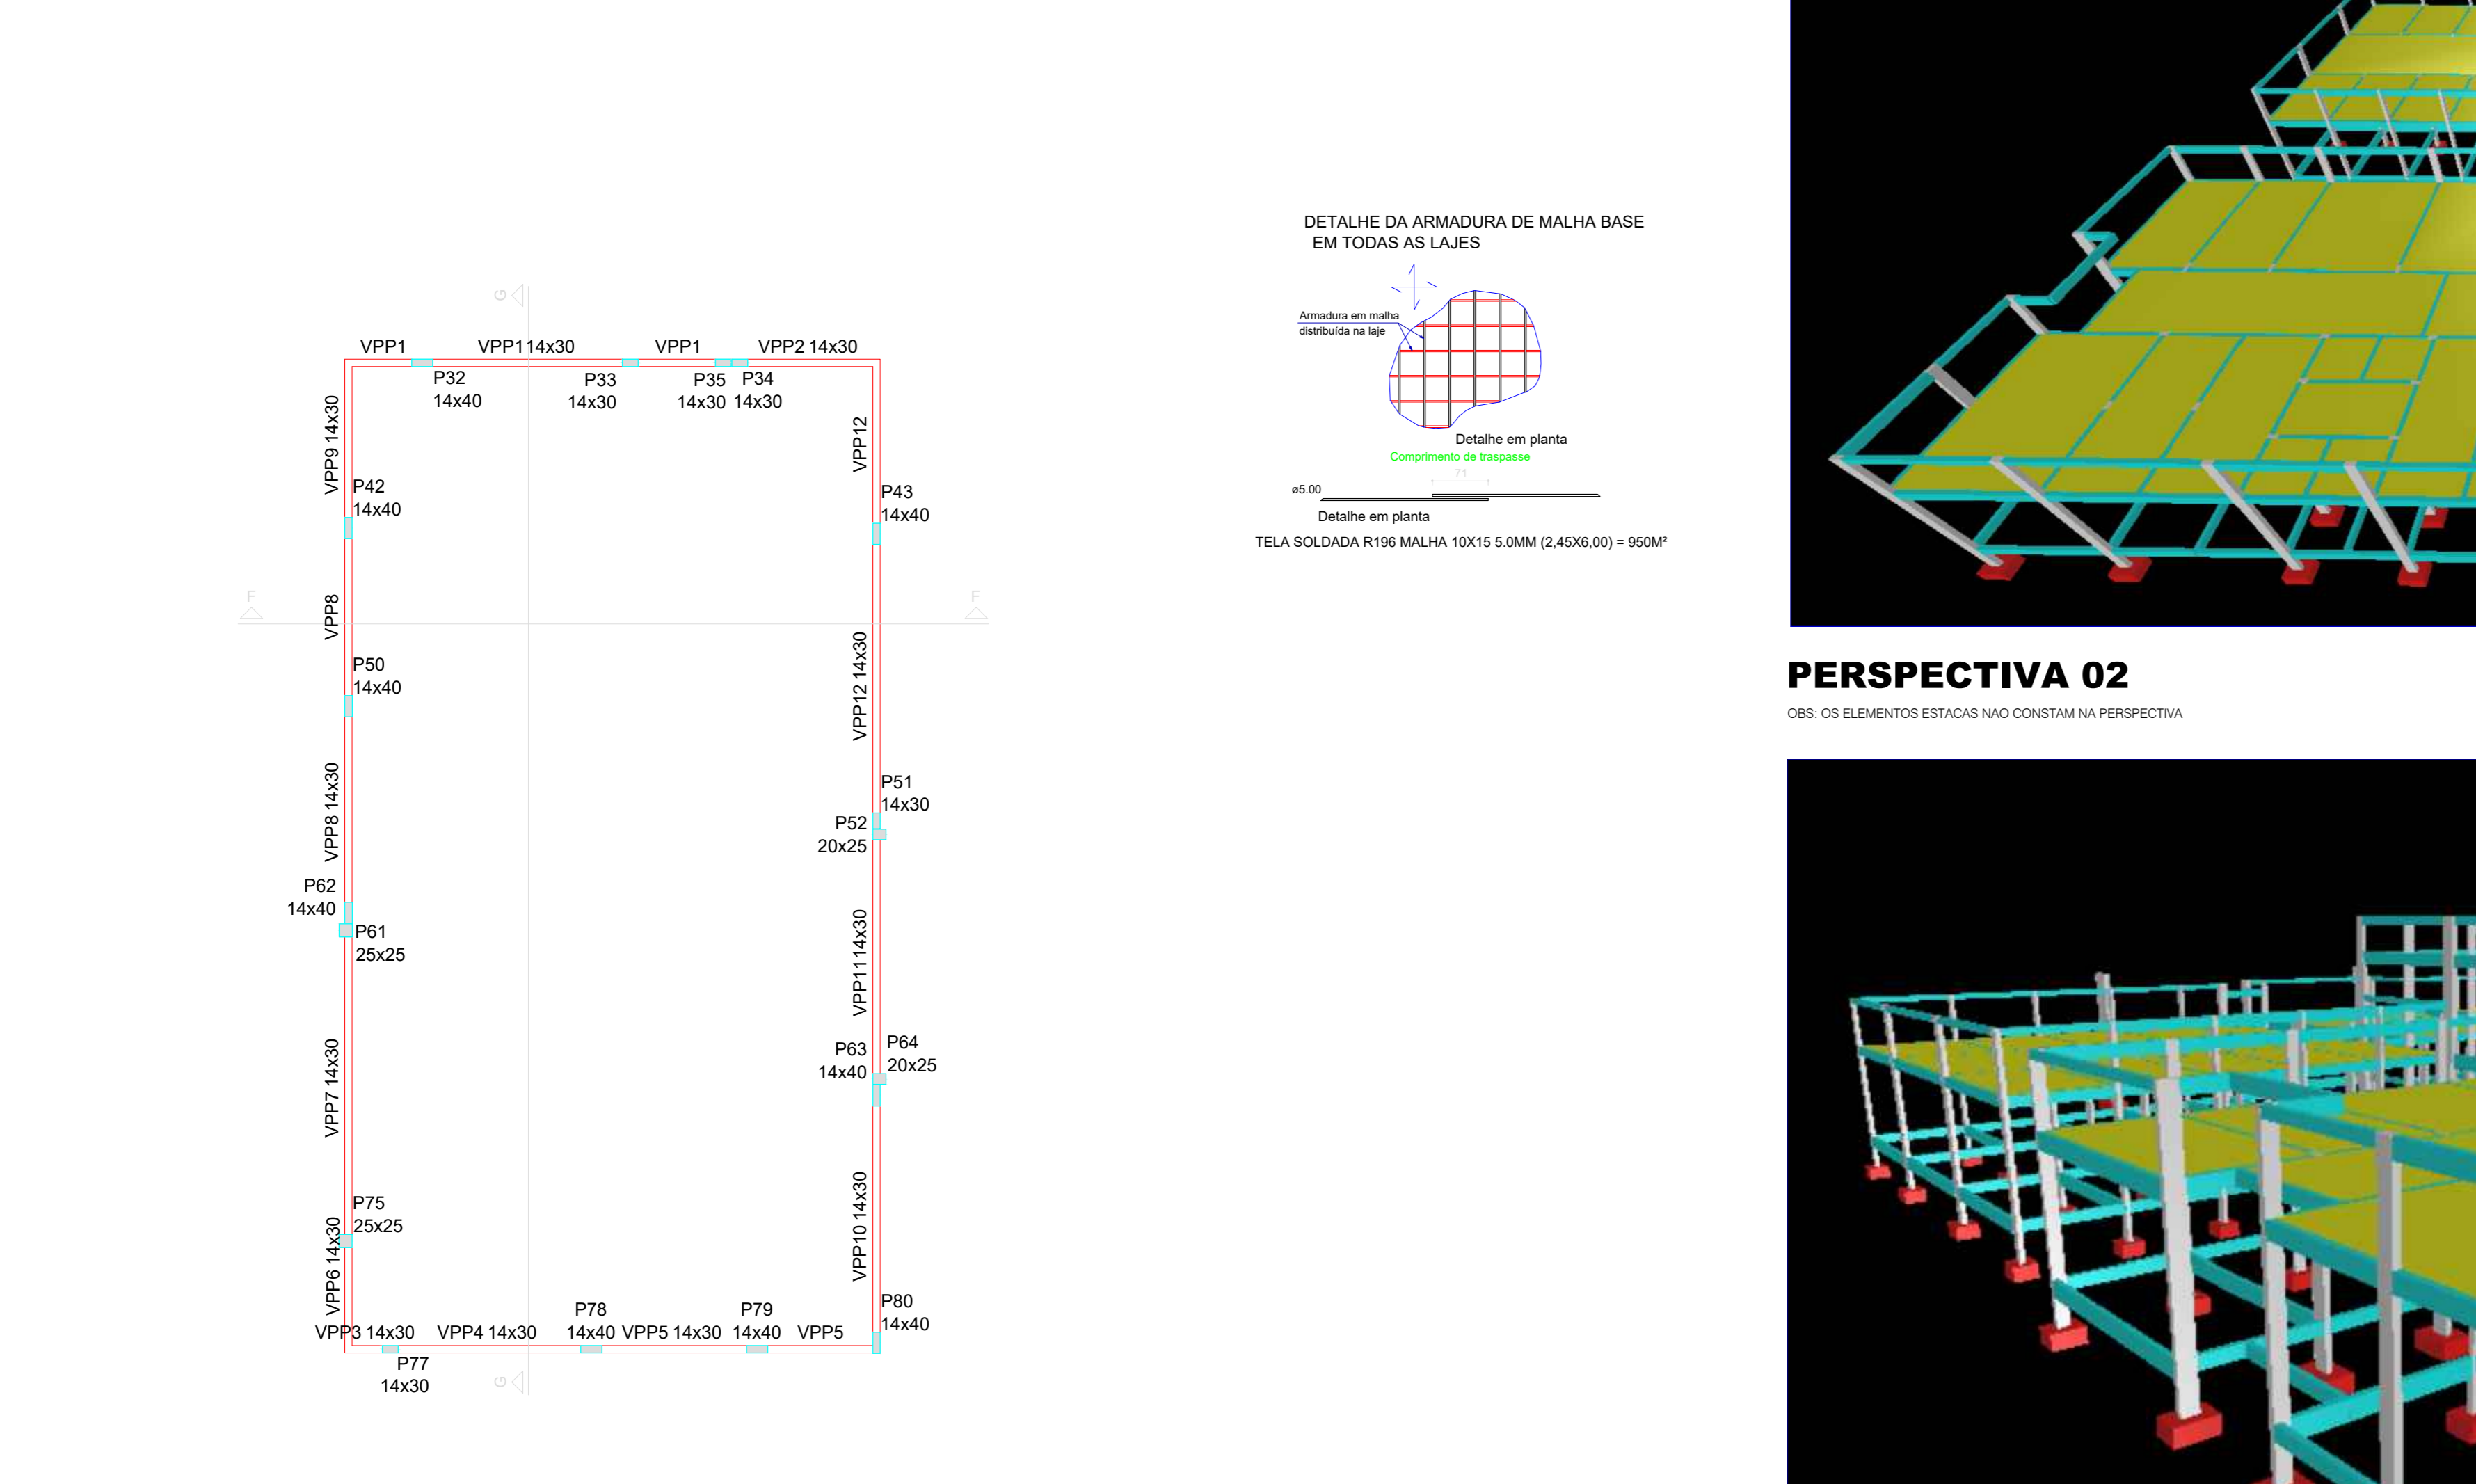 G
VPP1
VPP1 14x30
VPP1
VPP2 14x30
P32
14x40
P33
14x30
P35
14x30
P34
14x30
VPP9 14x30
VPP12
P42
14x40
P43
14x40
F
F
VPP8
P50
14x40
VPP12 14x30
VPP8 14x30
P51
14x30
P52
20x25
P62
14x40
P61
25x25
VPP11 14x30
VPP7 14x30
P63
14x40
P64
20x25
P75
25x25
VPP6 14x30
VPP10 14x30
P78
14x40
P79
14x40
P80
14x40
VPP3 14x30
VPP4 14x30
VPP5 14x30
VPP5
P77
14x30
G
DETALHE DA ARMADURA DE MALHA BASE
EM TODAS AS LAJES
Armadura em malha
distribuída na laje
Detalhe em planta
Comprimento de traspasse
71
ø5.00
Detalhe em planta
TELA SOLDADA R196 MALHA 10X15 5.0MM (2,45X6,00) = 950M²
PERSPECTIVA 02
OBS: OS ELEMENTOS ESTACAS NAO CONSTAM NA PERSPECTIVA